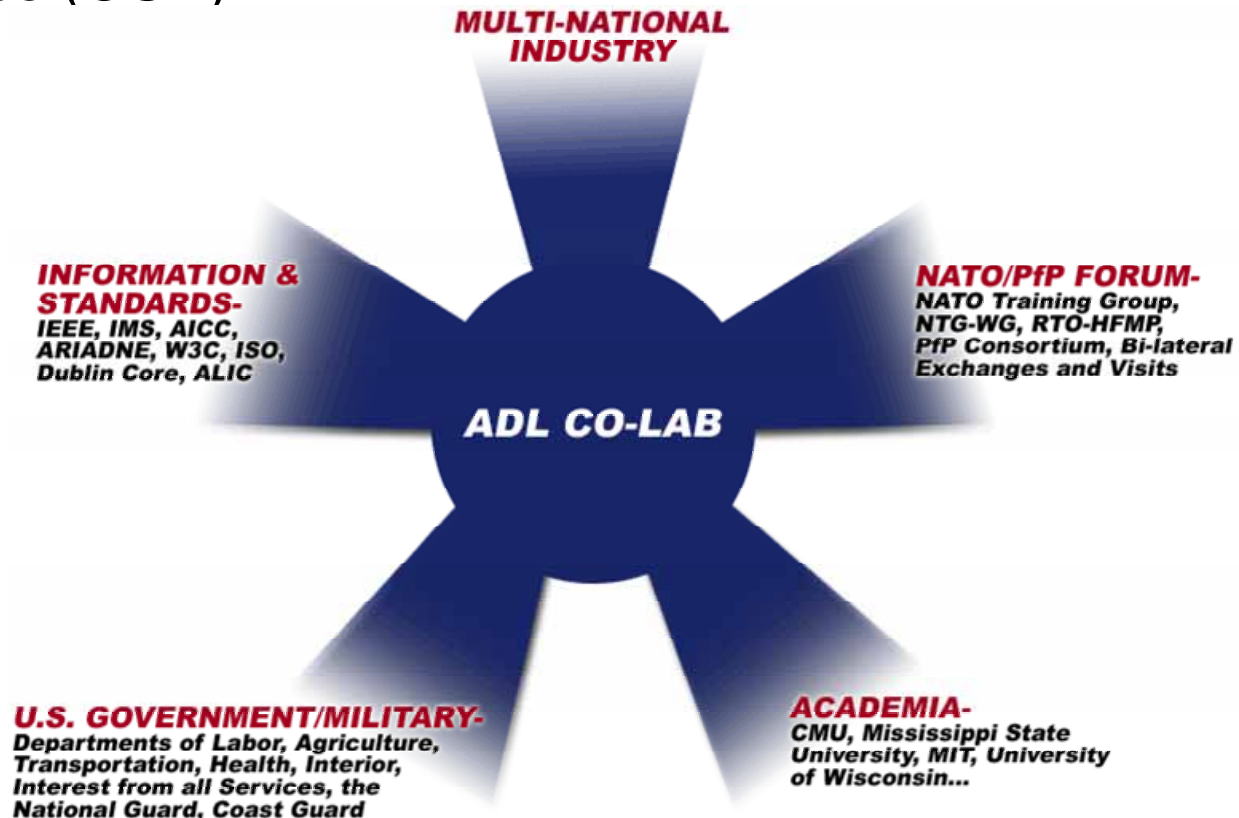 MULTI-NATIONAL
INDUSTRY
INFORMATION &
STANDARDS-
IEEE, IMS, AICC,
ARIADNE, W3C, ISO,
Dublin Core, ALIC
NATO/PfP FORUM-
NATO Training Group,
NTG-WG, RTO-HFMP,
PfP Consortium, Bi-lateral
Exchanges and Visits
ADL CO-LAB
U.S. GOVERNMENT/MILITARY-
Departments of Labor, Agriculture,
Transportation, Health, Interior,
Interest from all Services, the
National Guard, Coast Guard
ACADEMIA-
CMU, Mississippi State
University, MIT, University
of Wisconsin...